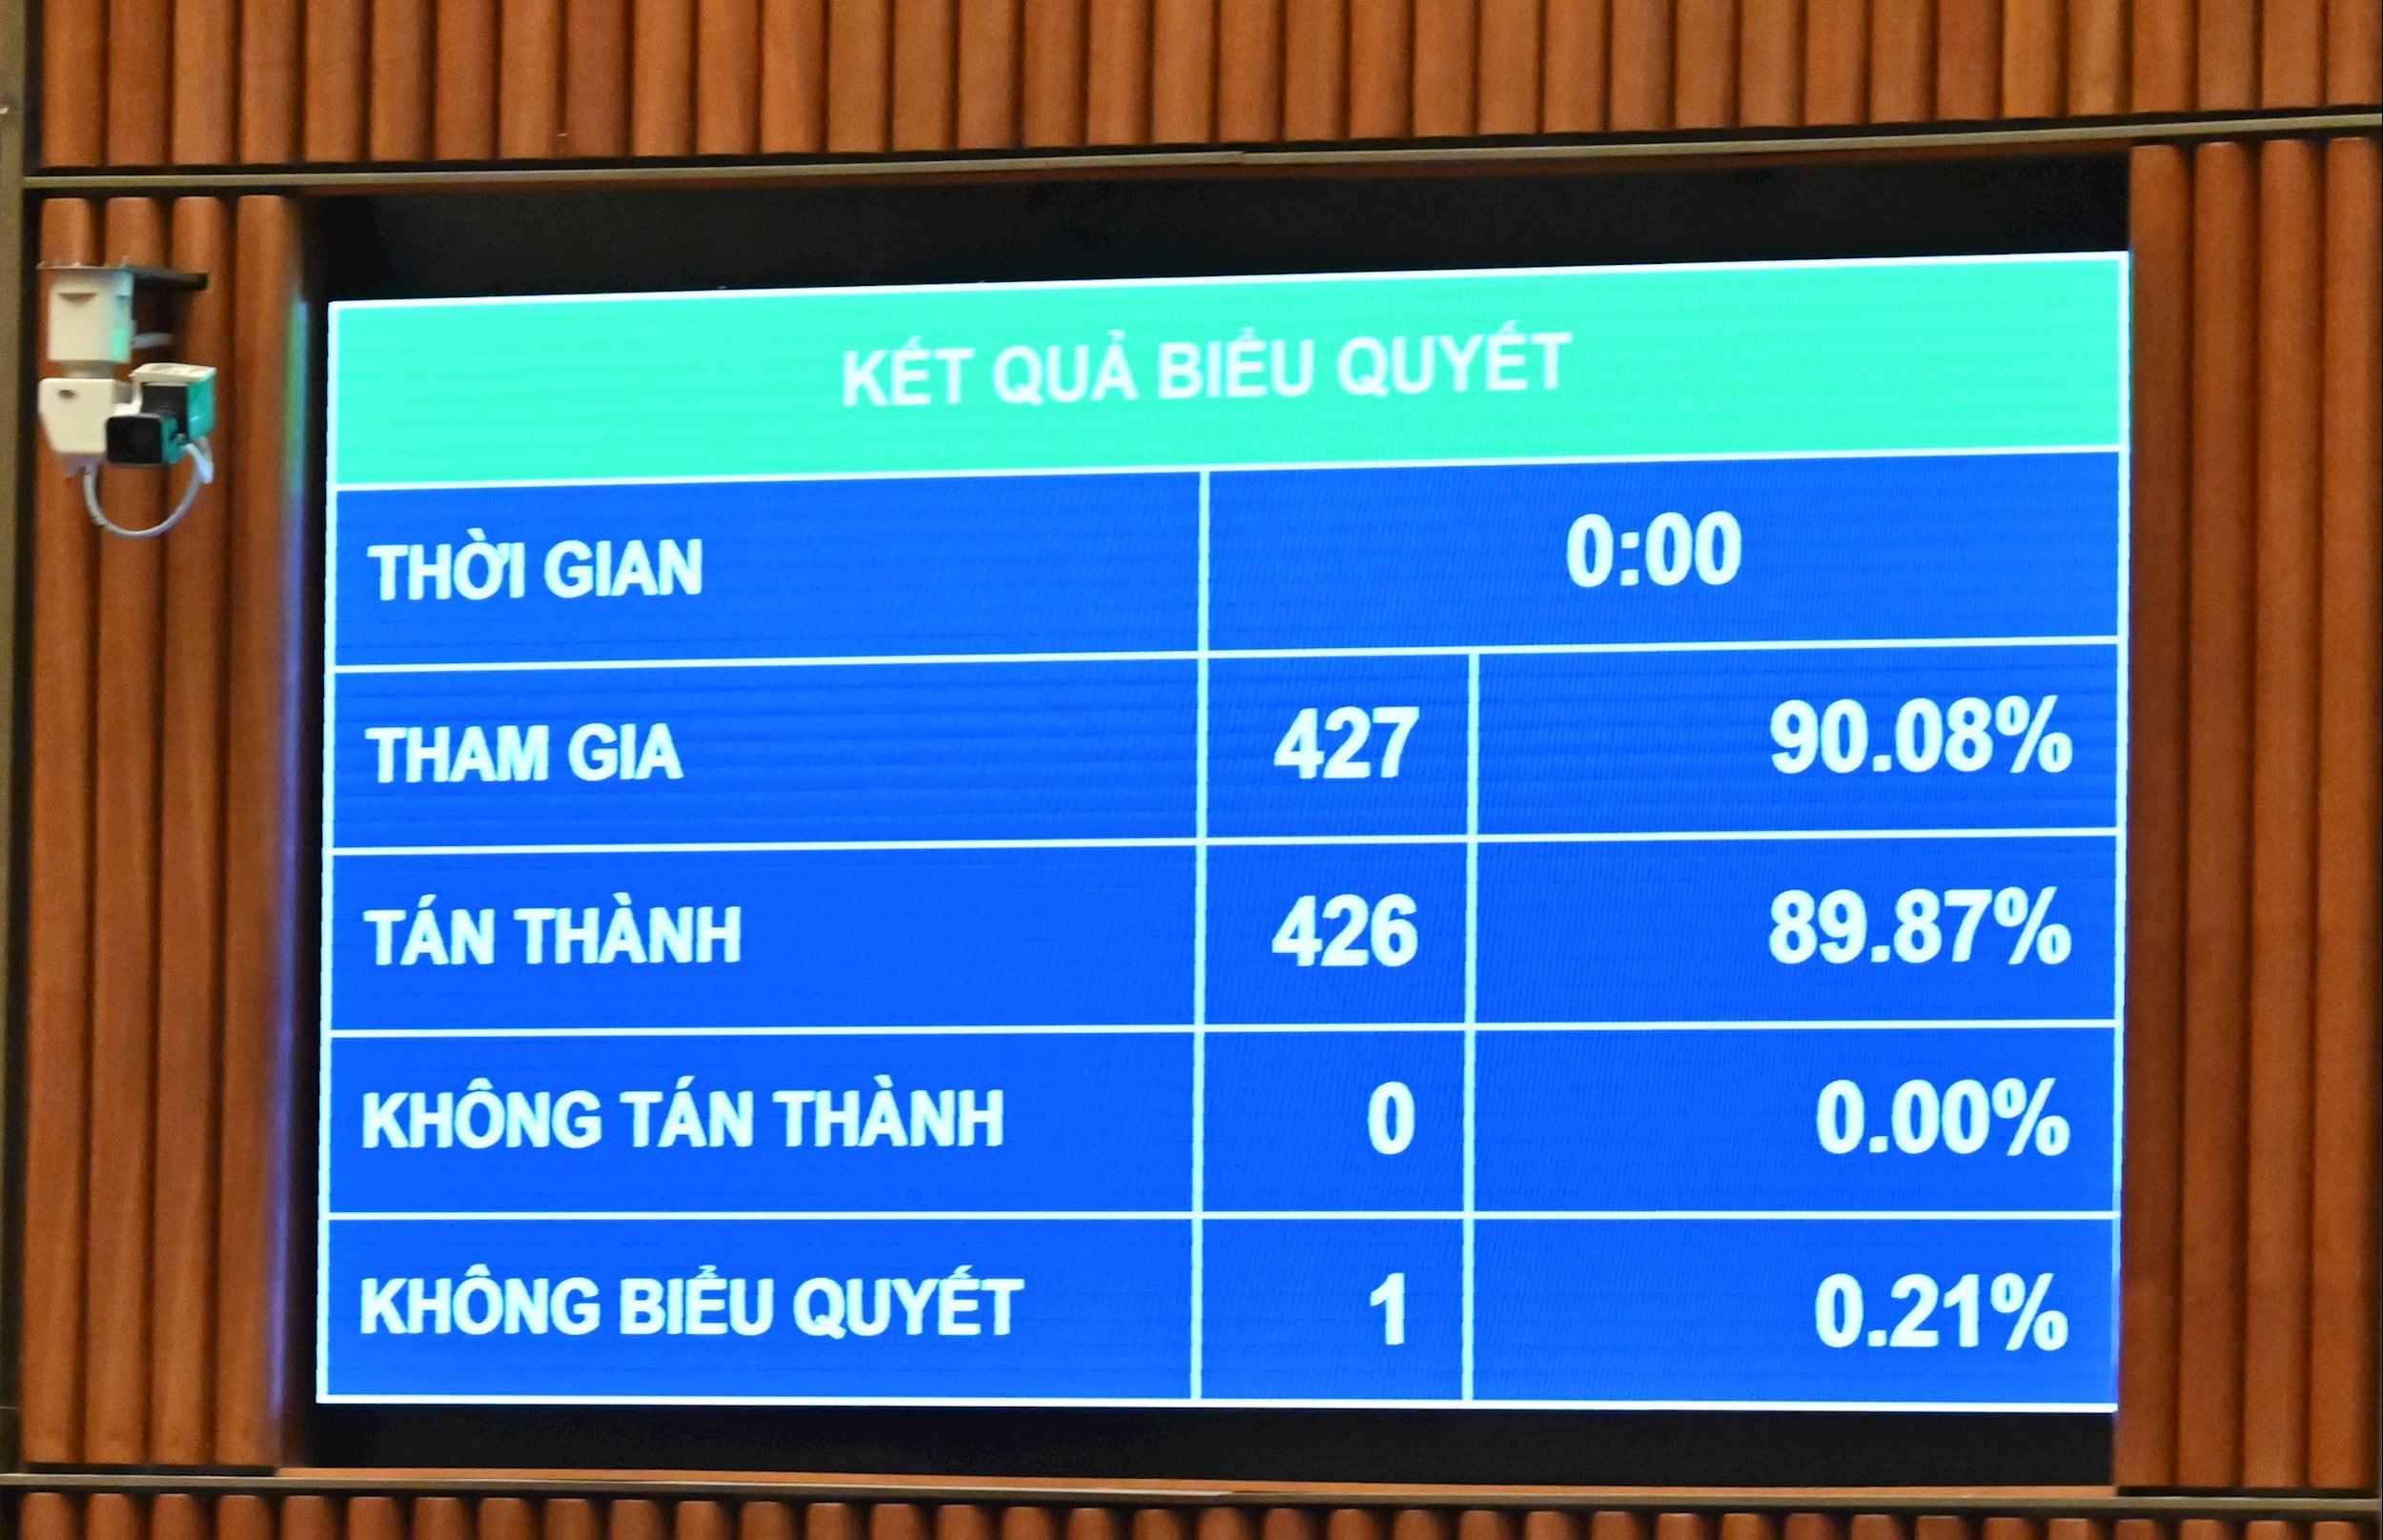 KẾT QUẢ BIỂU QUYẾT
THỜI GIAN 0:00
THAM GIA 427 90.08%
TÁN THÀNH 426 89.87%
KHÔNG TÁN THÀNH 0 0.00%
KHÔNG BIỂU QUYẾT 1 0.21%